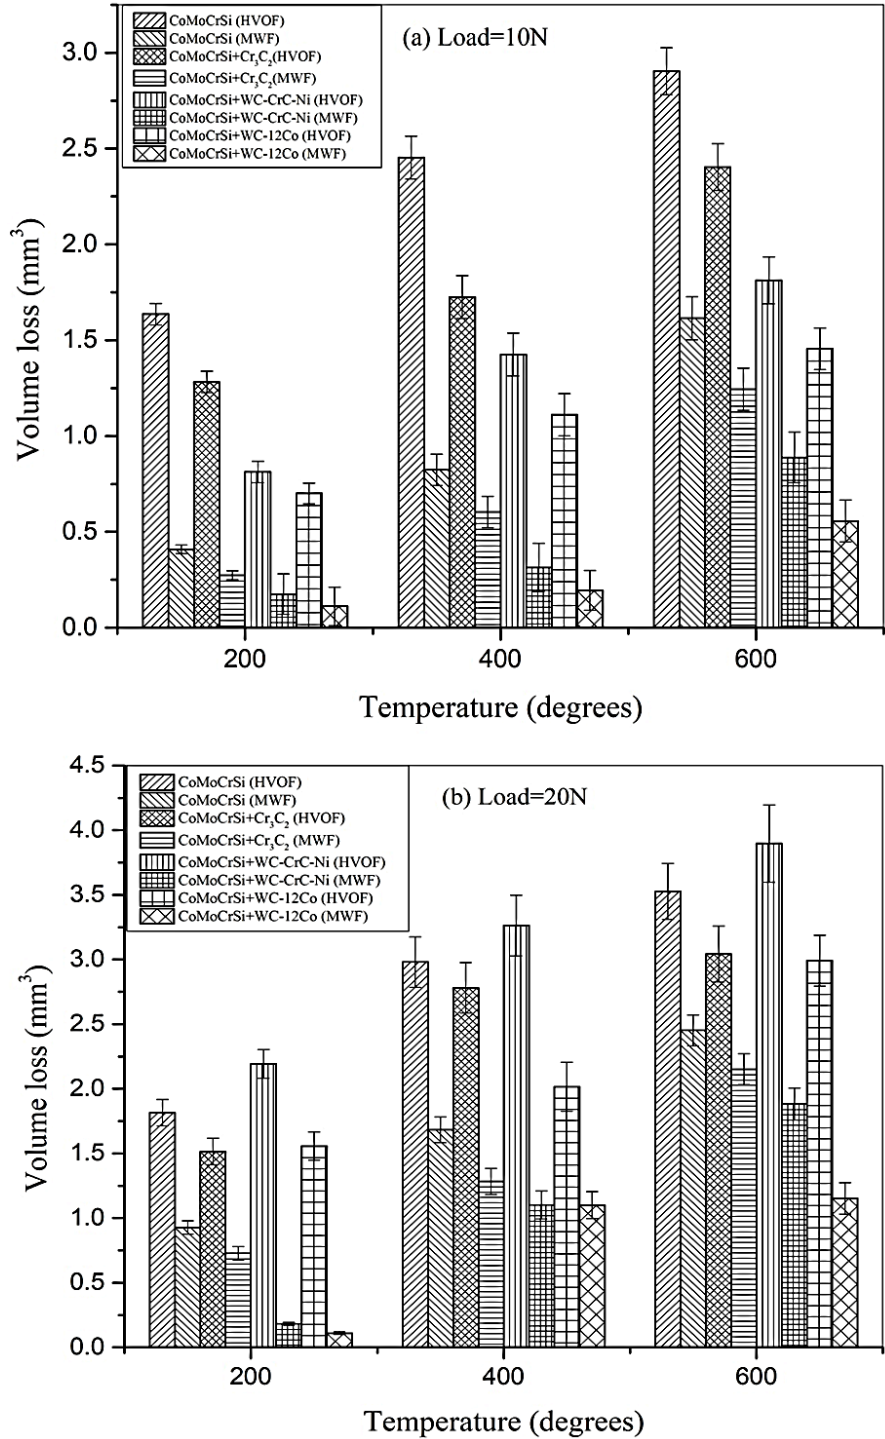 CoMoCrSi (HVOF)
CoMoCrSi (MWF)
CoMoCrSi+Cr₃C₂(HVOF)
CoMoCrSi+Cr₃C₂(MWF)
CoMoCrSi+WC-CrC-Ni (HVOF)
CoMoCrSi+WC-CrC-Ni (MWF)
CoMoCrSi+WC-12Co (HVOF)
CoMoCrSi+WC-12Co (MWF)
(a) Load=10N
3.0
2.5
2.0
1.5
1.0
0.5
0.0
Volume loss (mm³)
200 400 600
Temperature (degrees)
4.5
4.0
3.5
3.0
2.5
2.0
1.5
1.0
0.5
0.0
CoMoCrSi (HVOF)
CoMoCrSi (MWF)
CoMoCrSi+Cr₃C₂ (HVOF)
CoMoCrSi+Cr₃C₂ (MWF)
CoMoCrSi+WC-CrC-Ni (HVOF)
CoMoCrSi+WC-CrC-Ni (MWF)
CoMoCrSi+WC-12Co (HVOF)
CoMoCrSi+WC-12Co (MWF)
(b) Load=20N
Volume loss (mm³)
200 400 600
Temperature (degrees)